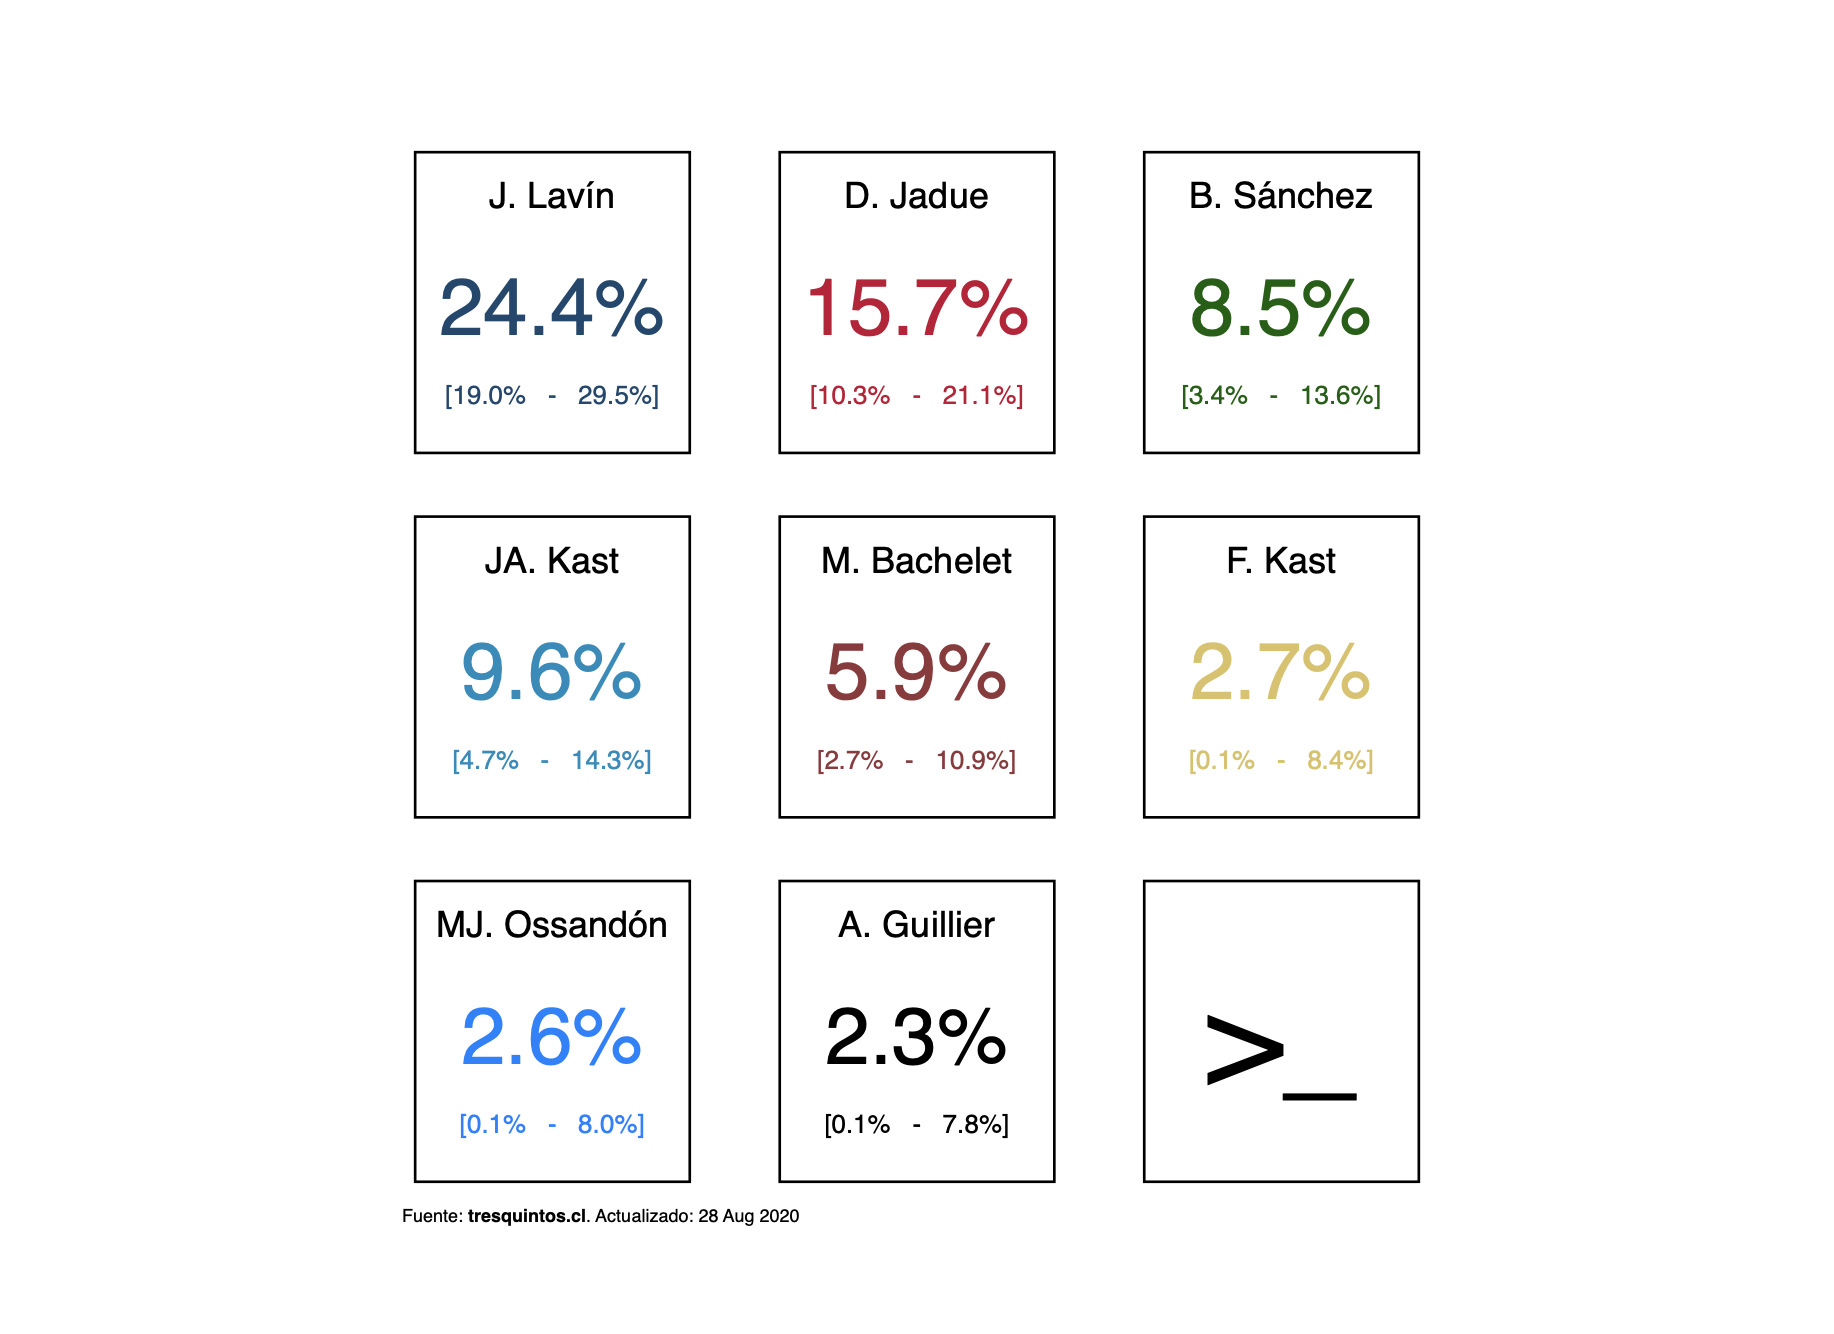 J. Lavín
24.4%
[19.0% - 29.5%]
D. Jadue
15.7%
[10.3% - 21.1%]
B. Sánchez
8.5%
[3.4% - 13.6%]
JA. Kast
9.6%
[4.7% - 14.3%]
M. Bachelet
5.9%
[2.7% - 10.9%]
F. Kast
2.7%
[0.1% - 8.4%]
MJ. Ossandón
2.6%
[0.1% - 8.0%]
A. Guillier
2.3%
[0.1% - 7.8%]
>_
Fuente: tresquintos.cl. Actualizado: 28 Aug 2020